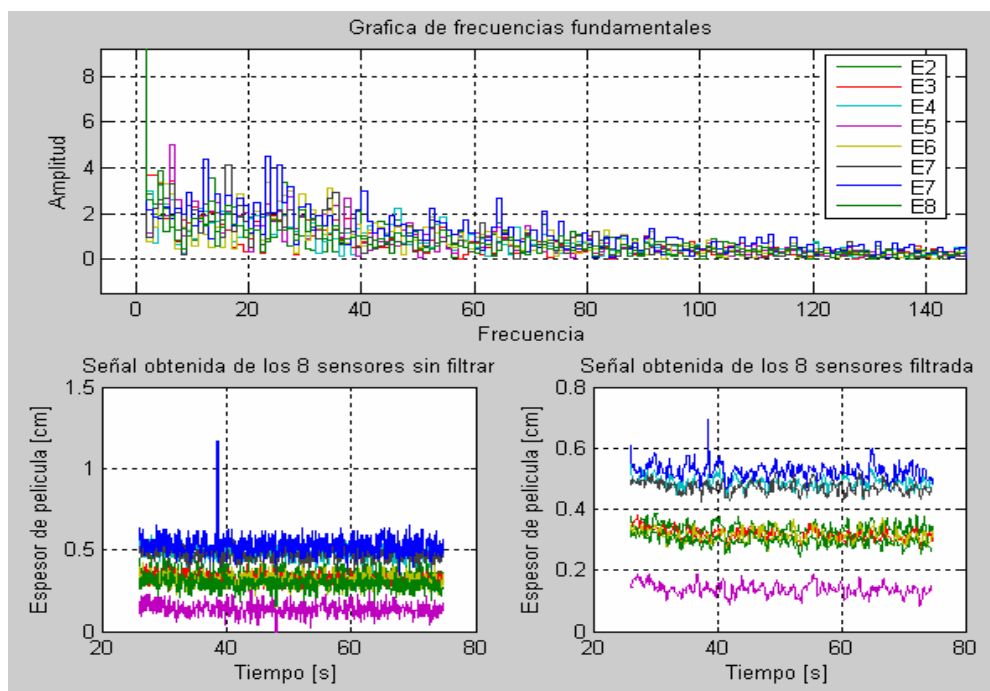 Grafica de frecuencias fundamentales
Amplitud
8
6
4
2
0
0 20 40 60 80 100 120 140
Frecuencia
E2
E3
E4
E5
E6
E7
E7
E8
Señal obtenida de los 8 sensores sin filtrar
Espesor de película [cm]
1.5
1
0.5
0
20 40 60 80
Tiempo [s]
Señal obtenida de los 8 sensores filtrada
Espesor de película [cm]
0.8
0.6
0.4
0.2
0
20 40 60 80
Tiempo [s]